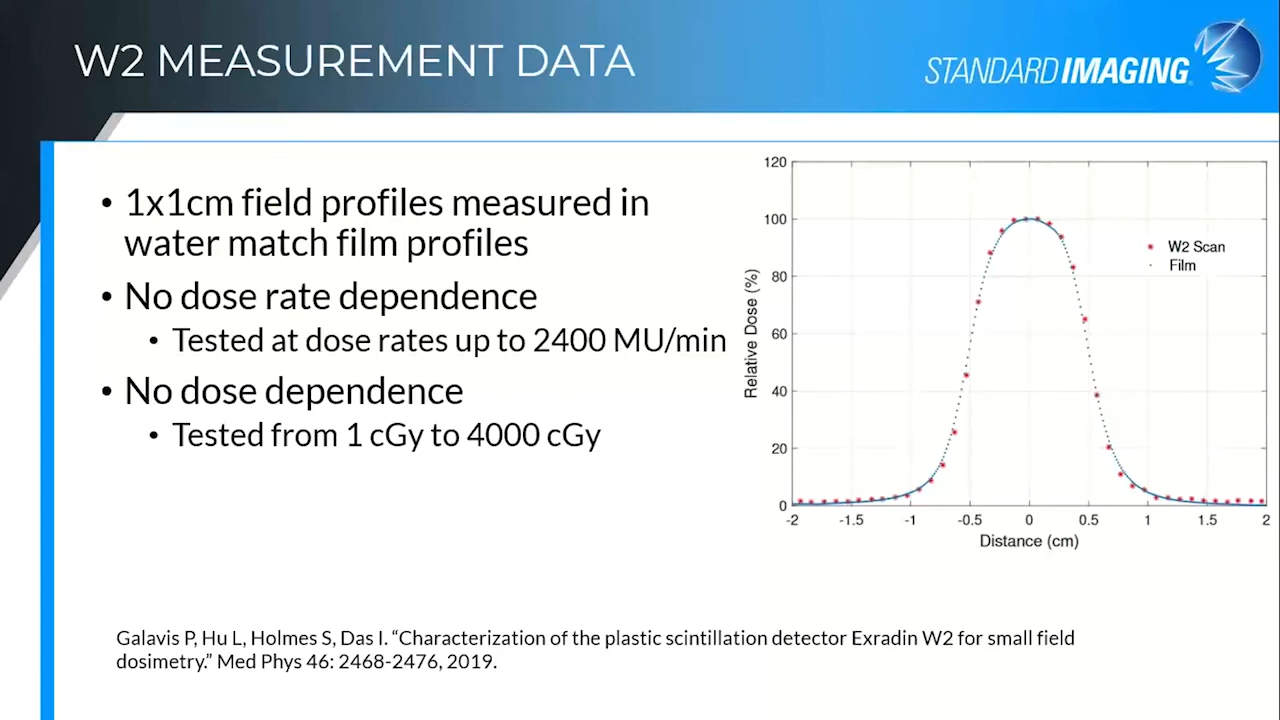 W2 MEASUREMENT DATA
STANDARD IMAGING
• 1x1cm field profiles measured in
water match film profiles
• No dose rate dependence
• Tested at dose rates up to 2400 MU/min
• No dose dependence
• Tested from 1 cGy to 4000 cGy
120
100
80
60
40
20
0
Relative Dose (%)
W2 Scan
Film
-2 -1.5 -1 -0.5 0 0.5 1 1.5 2
Distance (cm)
Galavis P, Hu L, Holmes S, Das I. “Characterization of the plastic scintillation detector Exradin W2 for small field
dosimetry.” Med Phys 46: 2468-2476, 2019.